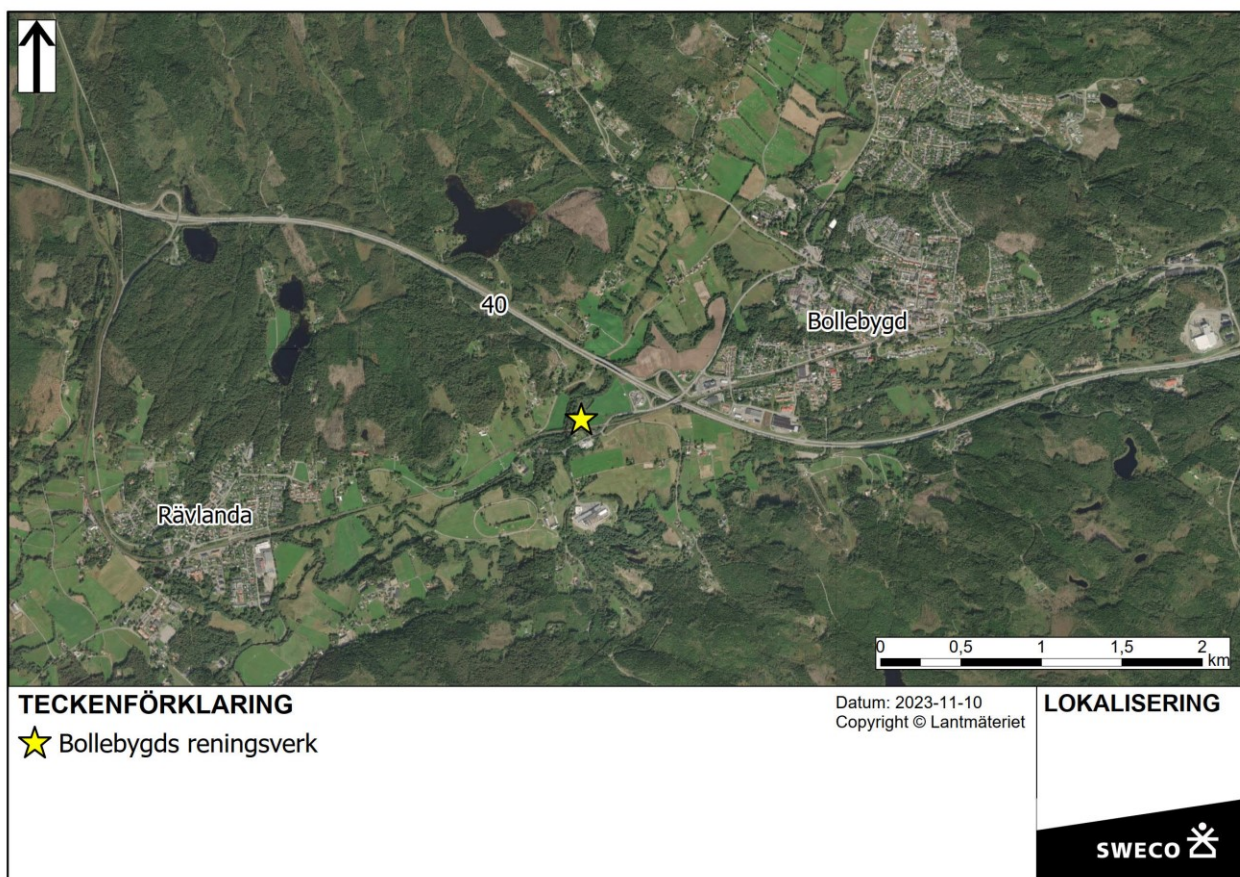 40
Bollebygd
Rävlanda
0 0,5 1 1,5 2
km
TECKENFÖRKLARING
Bollebygds reningsverk
Datum: 2023-11-10
Copyright © Lantmäteriet
LOKALISERING
SWECO